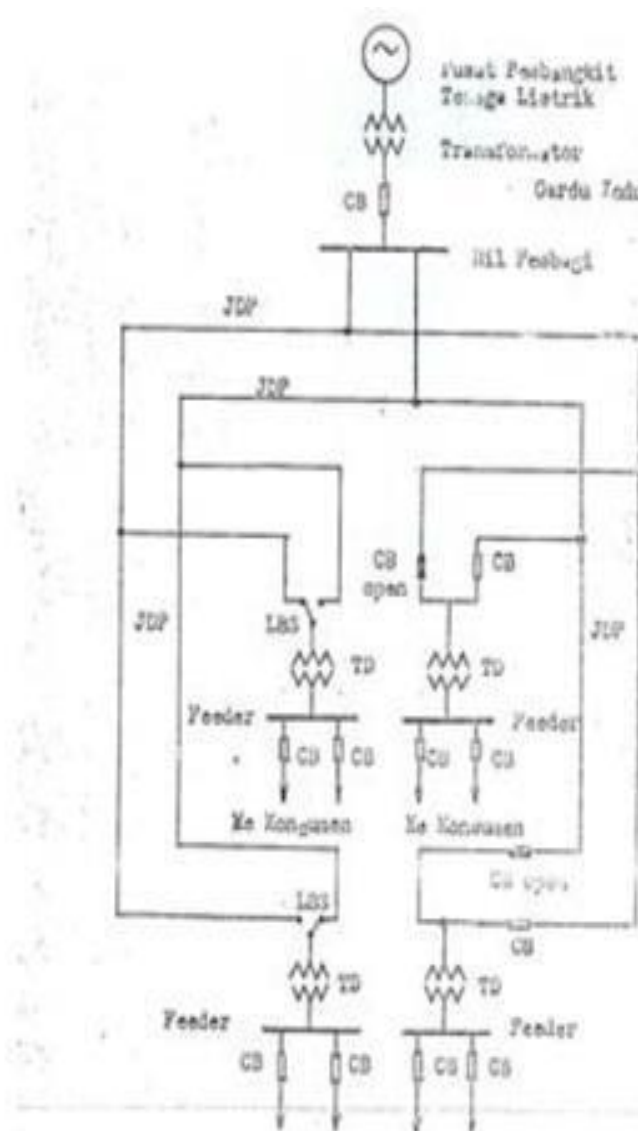 Pusat Pembangkit
Tenaga Listrik
Transformator
CB
Gardu Indu
Ril Pembagi
JDP
JDP
CB
open
CB
LBS
JDP
JDP
TD
TD
Feeder
Feeder
CB
CB
CB
CB
Ke Konsumen
Ke Konsumen
CB open
LBS
CB
TD
TD
Feeder
Feeder
CB
CB
CB
CB